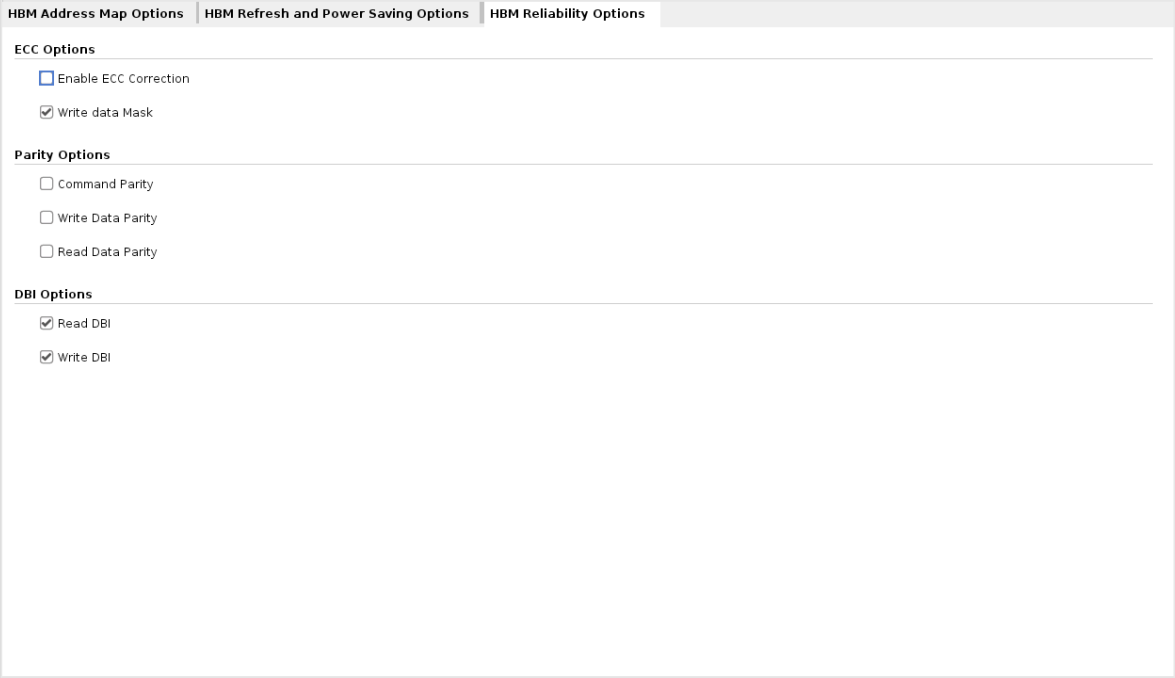 HBM Address Map Options HBM Refresh and Power Saving Options HBM Reliability Options
ECC Options
Enable ECC Correction
Write data Mask
Parity Options
Command Parity
Write Data Parity
Read Data Parity
DBI Options
Read DBI
Write DBI